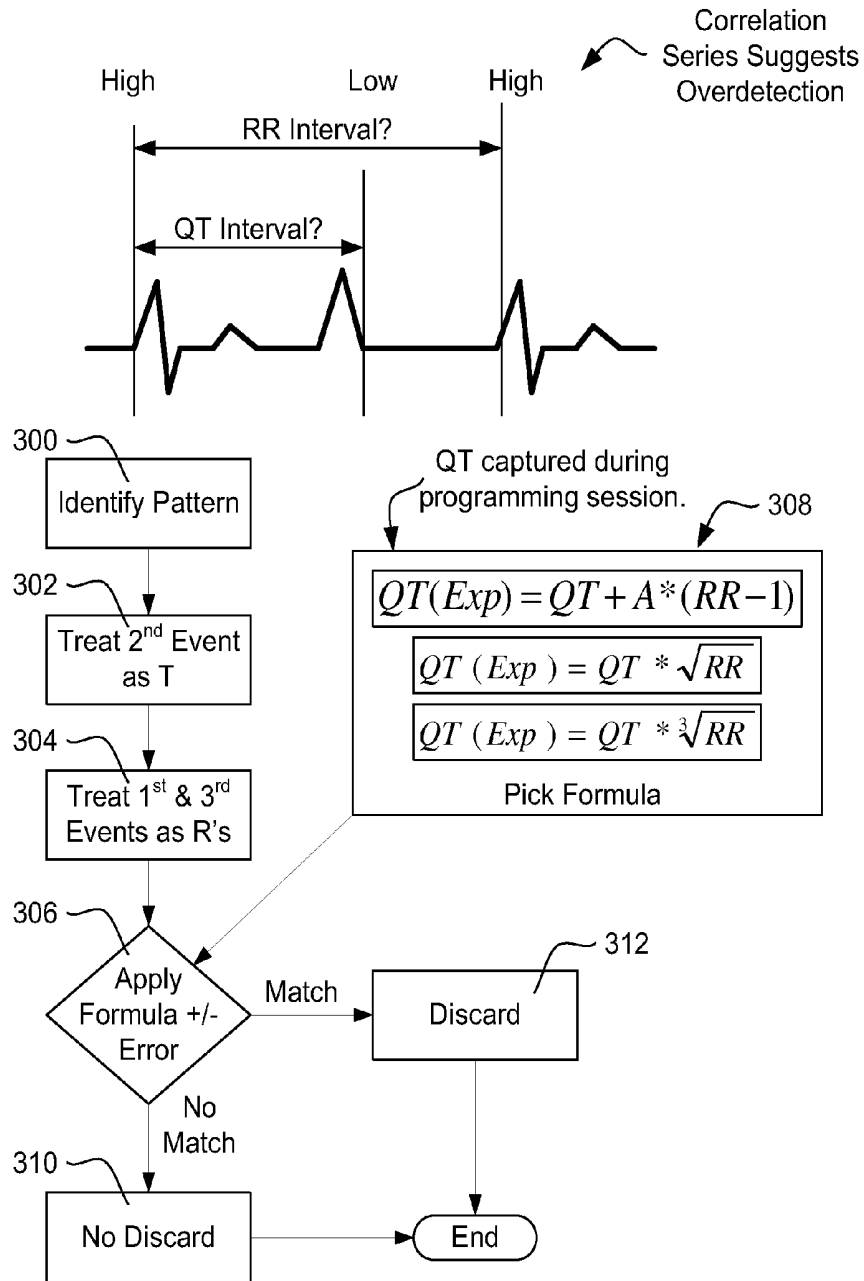 Correlation
Series Suggests
Overdetection
High
Low
High
RR Interval?
QT Interval?
300
Identify Pattern
302
Treat 2nd Event
as T
304
Treat 1st & 3rd
Events as R's
306
Apply
Formula +/-
Error
Match
No
Match
310
No Discard
QT captured during
programming session.
308
QT(Exp) = QT + A*(RR−1)
QT (Exp) = QT * √RR
QT (Exp) = QT * ∛RR
Pick Formula
312
Discard
End